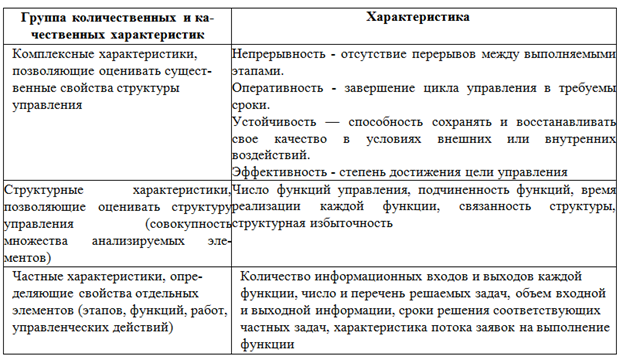 Группа количественных и ка-
чественных характеристик
Характеристика
Комплексные характеристики,
позволяющие оценивать сущест-
венные свойства структуры
управления
Непрерывность - отсутствие перерывов между выполняемыми
этапами.
Оперативность - завершение цикла управления в требуемы
сроки.
Устойчивость — способность сохранять и восстанавливать
свое качество в условиях внешних или внутренних
воздействий.
Эффективность - степень достижения цели управления
Структурные характеристики,
позволяющие оценивать структуру
управления (совокупность
множества анализируемых эле-
ментов)
Число функций управления, подчиненность функций, время
реализации каждой функции, связанность структуры,
структурная избыточность
Частные характеристики, опре-
деляющие свойства отдельных
элементов (этапов, функций, работ,
управленческих действий)
Количество информационных входов и выходов каждой
функции, число и перечень решаемых задач, объем входной
и выходной информации, сроки решения соответствующих
частных задач, характеристика потока заявок на выполнение
функции